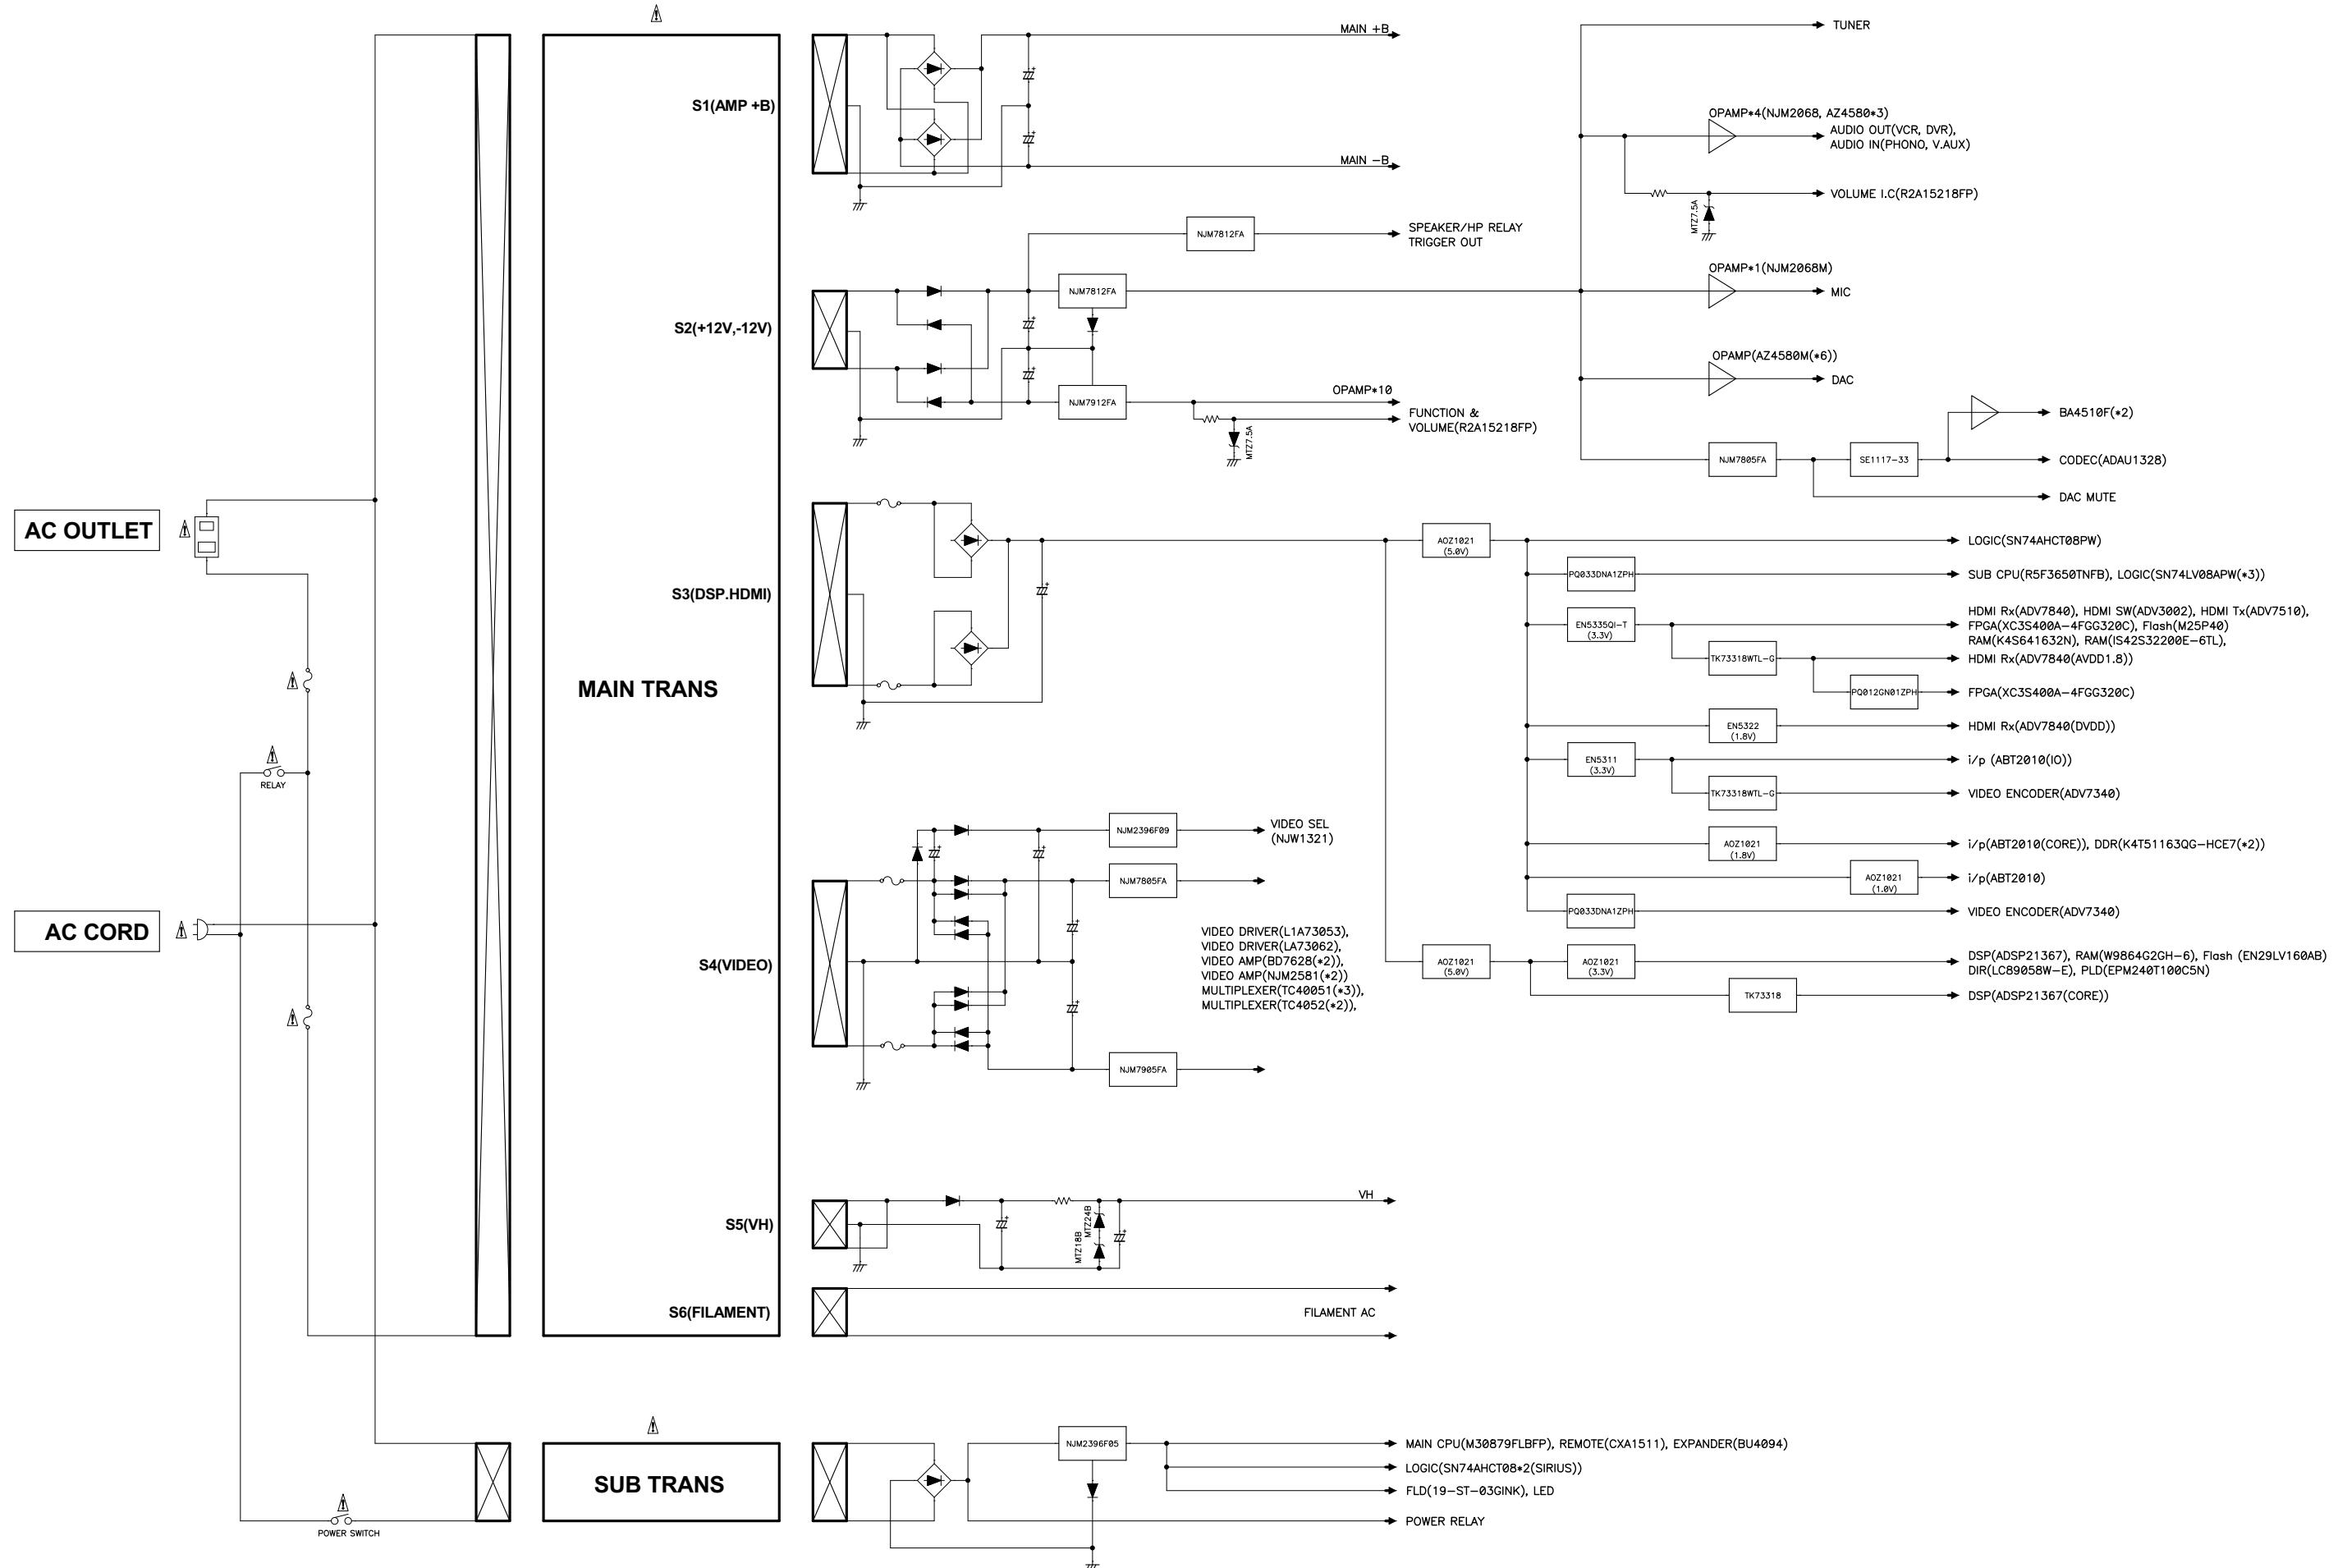 MAIN +B
TUNER
S1(AMP +B)
OPAMP*4(NJM2068, AZ4580*3)
AUDIO OUT(VCR, DVR),
AUDIO IN(PHONO, V.AUX)
MAIN -B
VOLUME I.C(R2A15218FP)
MTZ7.5A
NJM7812FA
SPEAKER/HP RELAY
TRIGGER OUT
OPAMP*1(NJM2068M)
NJM7812FA
MIC
S2(+12V,-12V)
OPAMP(AZ4580M(*6))
DAC
NJM7912FA
OPAMP*10
FUNCTION &
VOLUME(R2A15218FP)
MTZ7.5A
BA4510F(*2)
NJM7805FA
SE1117-33
CODEC(ADAU1328)
DAC MUTE
AC OUTLET
AOZ1021
(5.0V)
LOGIC(SN74AHCT08PW)
PQ033DNA1ZPH
SUB CPU(R5F3650TNFB), LOGIC(SN74LV08APW(*3))
S3(DSP.HDMI)
EN5335QI-T
(3.3V)
HDMI Rx(ADV7840), HDMI SW(ADV3002), HDMI Tx(ADV7510),
FPGA(XC3S400A-4FGG320C), Flash(M25P40)
RAM(K4S641632N), RAM(IS42S32200E-6TL),
TK73318WTL-G
HDMI Rx(ADV7840(AVDD1.8))
MAIN TRANS
PQ012GN01ZPH
FPGA(XC3S400A-4FGG320C)
EN5322
(1.8V)
HDMI Rx(ADV7840(DVDD))
RELAY
EN5311
(3.3V)
i/p (ABT2010(IO))
TK73318WTL-G
VIDEO ENCODER(ADV7340)
NJM2396F09
VIDEO SEL
(NJW1321)
AOZ1021
(1.8V)
i/p(ABT2010(CORE)), DDR(K4T51163QG-HCE7(*2))
NJM7805FA
AOZ1021
(1.0V)
i/p(ABT2010)
PQ033DNA1ZPH
VIDEO ENCODER(ADV7340)
AC CORD
VIDEO DRIVER(L1A73053),
VIDEO DRIVER(LA73062),
VIDEO AMP(BD7628(*2)),
VIDEO AMP(NJM2581(*2))
MULTIPLEXER(TC40051(*3)),
MULTIPLEXER(TC4052(*2)),
S4(VIDEO)
AOZ1021
(5.0V)
AOZ1021
(3.3V)
DSP(ADSP21367), RAM(W9864G2GH-6), Flash (EN29LV160AB)
DIR(LC89058W-E), PLD(EPM240T100C5N)
TK73318
DSP(ADSP21367(CORE))
NJM7905FA
VH
S5(VH)
MTZ24B
MTZ18B
S6(FILAMENT)
FILAMENT AC
NJM2396F05
MAIN CPU(M30879FLBFP), REMOTE(CXA1511), EXPANDER(BU4094)
LOGIC(SN74AHCT08*2(SIRIUS))
SUB TRANS
FLD(19-ST-03GINK), LED
POWER RELAY
POWER SWITCH